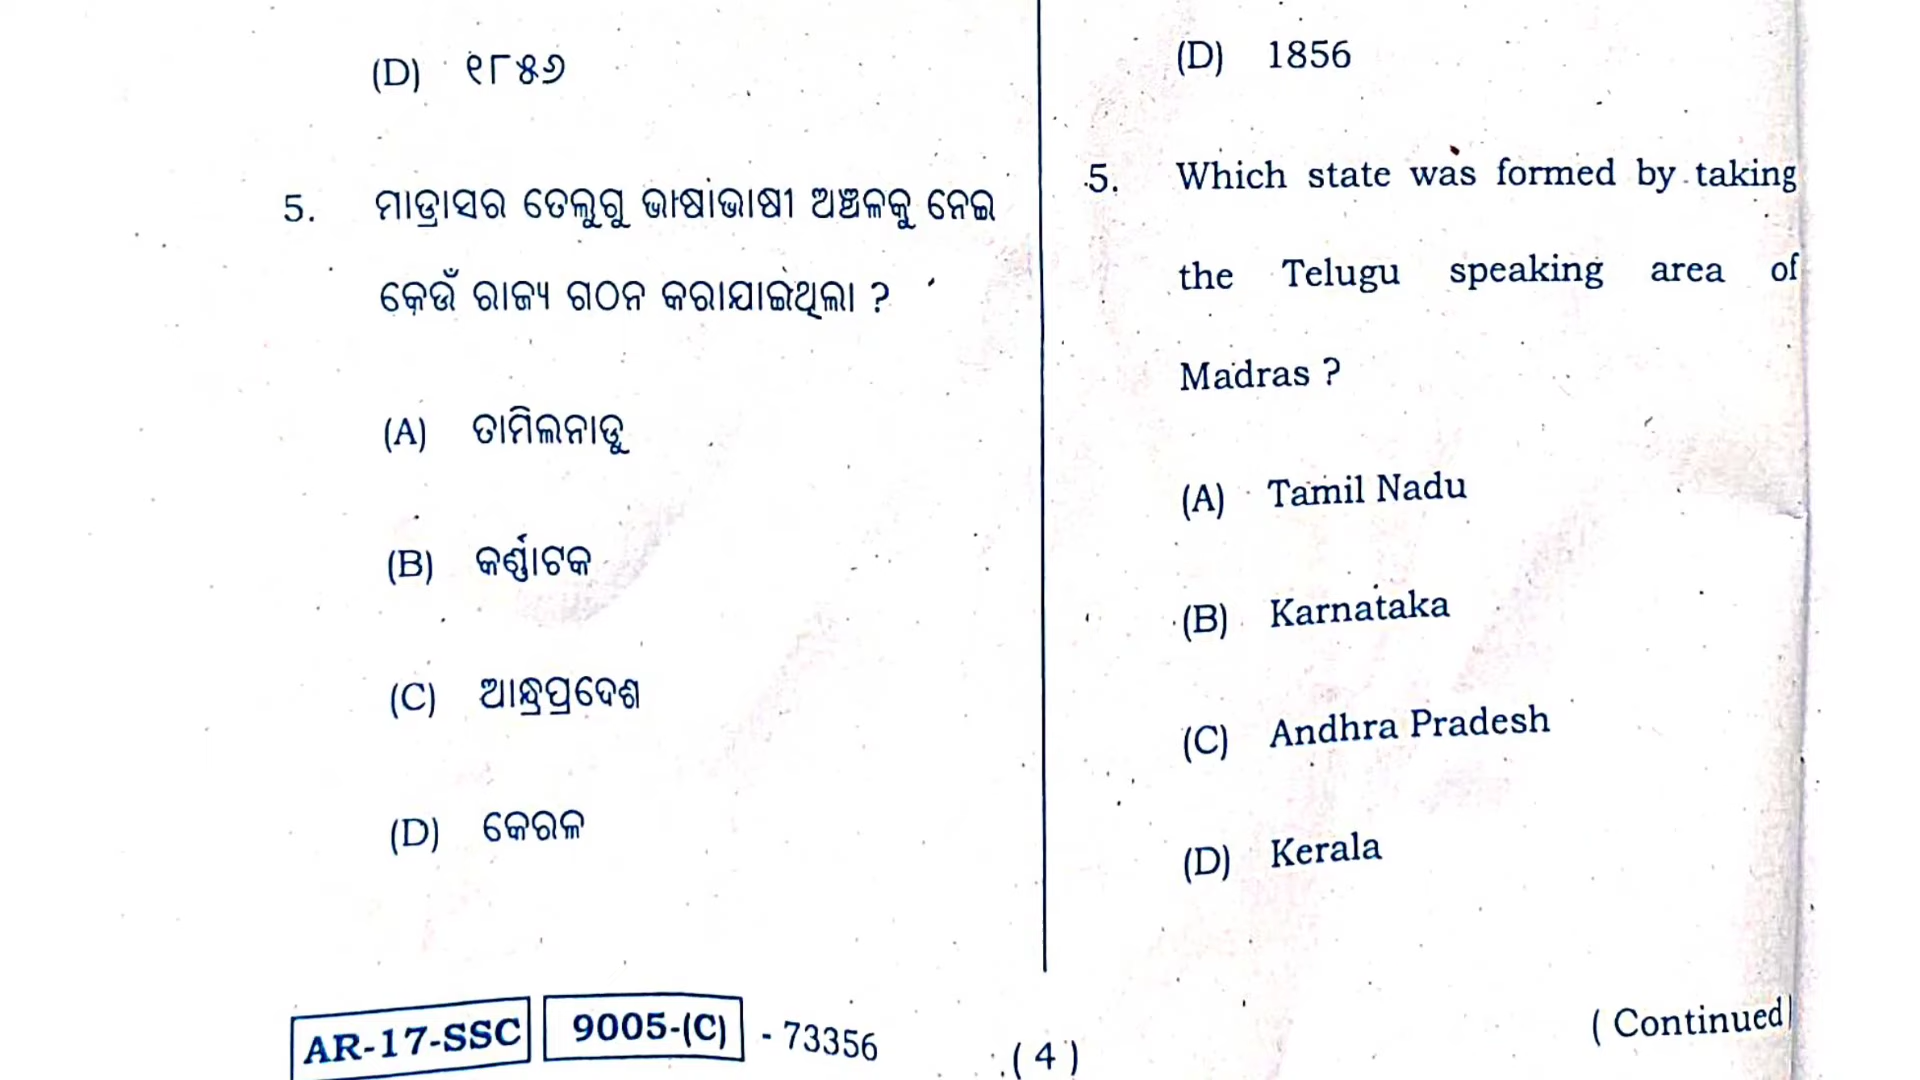 (D) ୧୮୫୬
5. ମାଡ୍ରାସର ତେଲୁଗୁ ଭାଷାଭାଷୀ ଅଞ୍ଚଳକୁ ନେଇ
କେଉଁ ରାଜ୍ୟ ଗଠନ କରାଯାଇଥିଲା ?
(A) ତାମିଲନାଡୁ
(B) କର୍ଣ୍ଣାଟକ
(C) ଆନ୍ଧ୍ରପ୍ରଦେଶ
(D) କେରଳ
(D) 1856
5. Which state was formed by taking
the Telugu speaking area of
Madras ?
(A) Tamil Nadu
(B) Karnataka
(C) Andhra Pradesh
(D) Kerala
AR-17-SSC 9005-(C) - 73356
( 4 )
( Continued